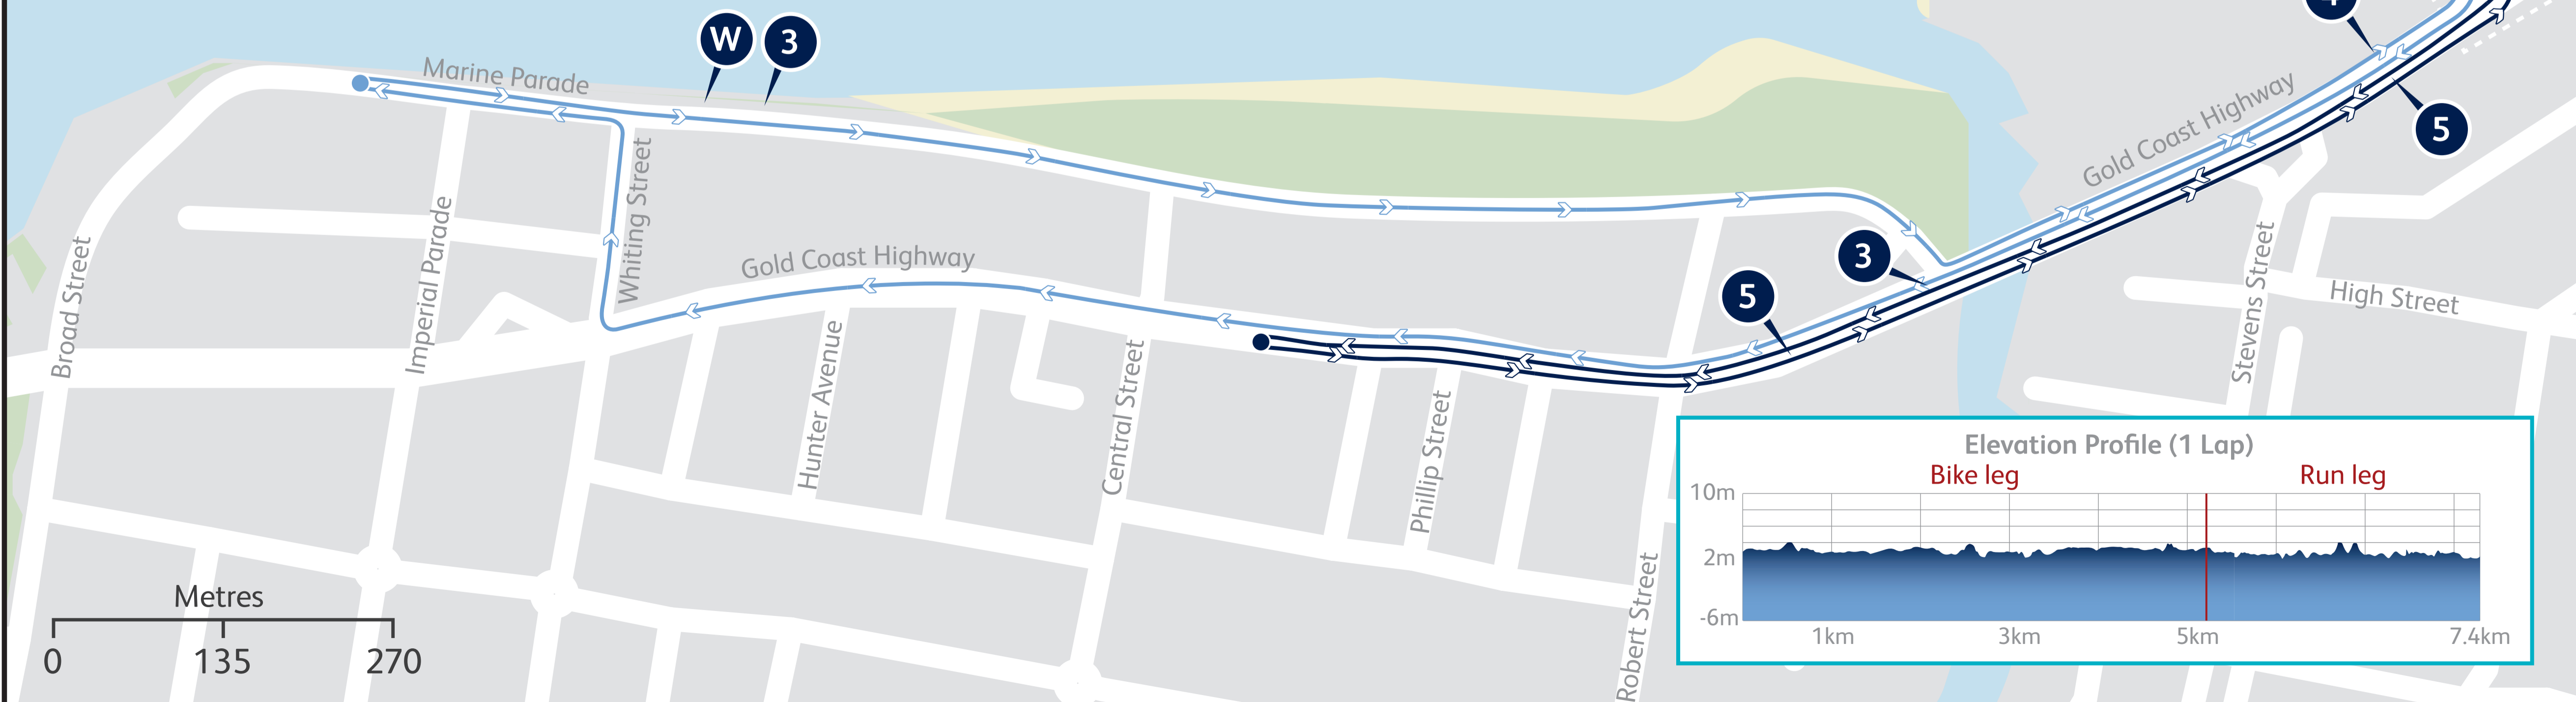 4
W
3
Marine Parade
Gold Coast Highway
5
Whiting Street
Imperial Parade
Broad Street
Gold Coast Highway
3
5
Stevens Street
High Street
Hunter Avenue
Central Street
Phillip Street
Robert Street
Metres
0 135 270
Elevation Profile (1 Lap)
Bike leg Run leg
10m
2m
-6m
1km 3km 5km 7.4km